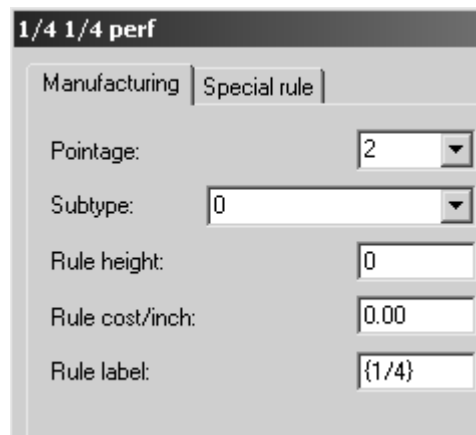 1/4 1/4 perf
Manufacturing Special rule
Pointage: 2
Subtype: 0
Rule height: 0
Rule cost/inch: 0.00
Rule label: {1/4}